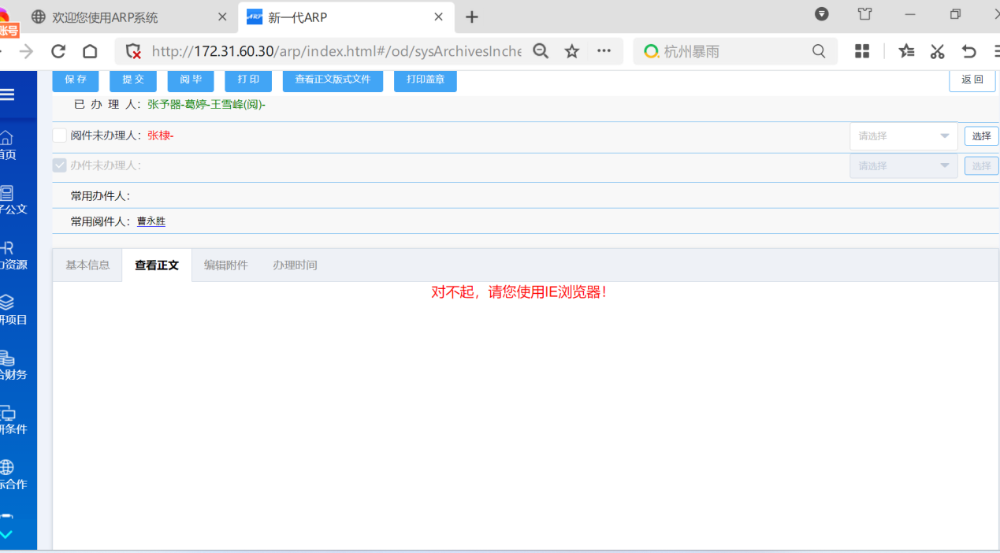 欢迎您使用ARP系统
新一代ARP
账号
http://172.31.60.30/arp/index.html#/od/sysArchivesInche
杭州暴雨
保存 提交 阅毕 打印 查看正文版式文件 打印盖章 返回
已办理人：张予器-葛婷-王雪峰(阅)-
阅件未办理人：张棣- 请选择 选择
办件未办理人： 请选择 选择
常用办件人：
常用阅件人：曹永胜
基本信息 查看正文 编辑附件 办理时间
对不起，请您使用IE浏览器！
首页
子公文
力资源
研项目
合财务
研条件
际合作